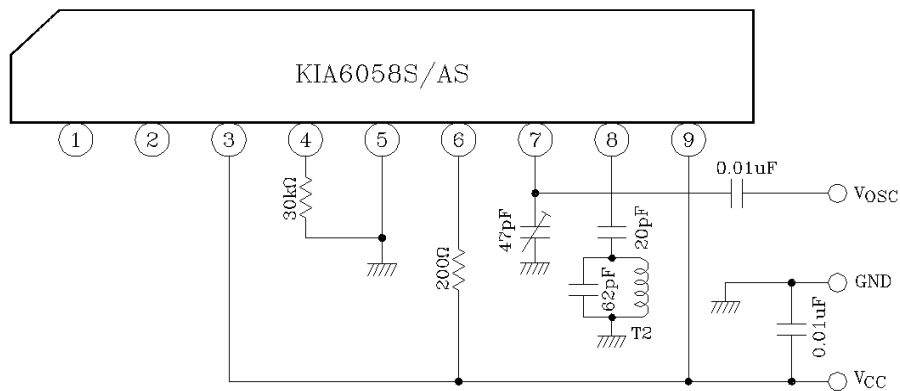 KIA6058S/AS
1 2 3 4 5 6 7 8 9
0.01uF
VOSC
30kΩ
47pF
20pF
200Ω
62pF
GND
T2
0.01uF
VCC